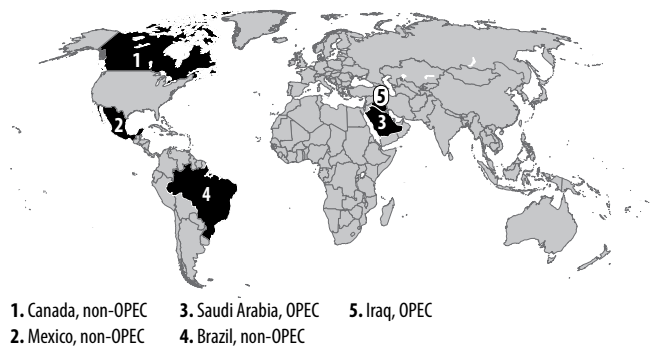 1
2
5
3
4
1. Canada, non-OPEC 3. Saudi Arabia, OPEC 5. Iraq, OPEC
2. Mexico, non-OPEC 4. Brazil, non-OPEC